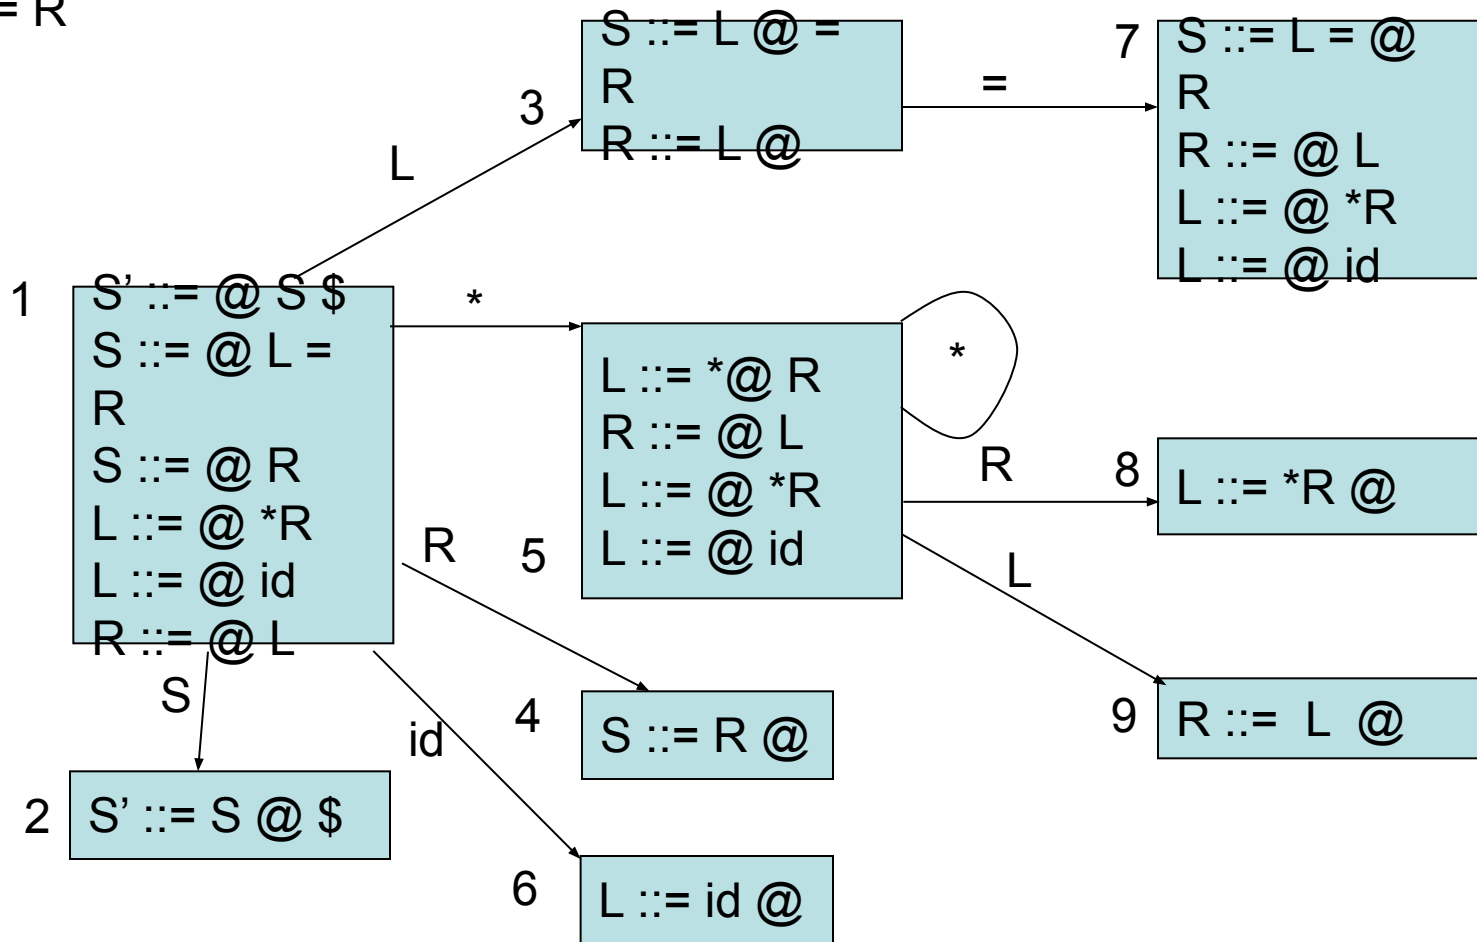 = R
S ::= L @ =
R
R ::= L @
3
=
7
S ::= L = @
R
R ::= @ L
L ::= @ *R
L ::= @ id
L
1
S’ ::= @ S $
S ::= @ L =
R
S ::= @ R
L ::= @ *R
L ::= @ id
R ::= @ L
*
L ::= *@ R
R ::= @ L
L ::= @ *R
L ::= @ id
5
*
R
8
L ::= *R @
L
9
R ::= L @
R
4
S ::= R @
S
id
2
S’ ::= S @ $
6
L ::= id @